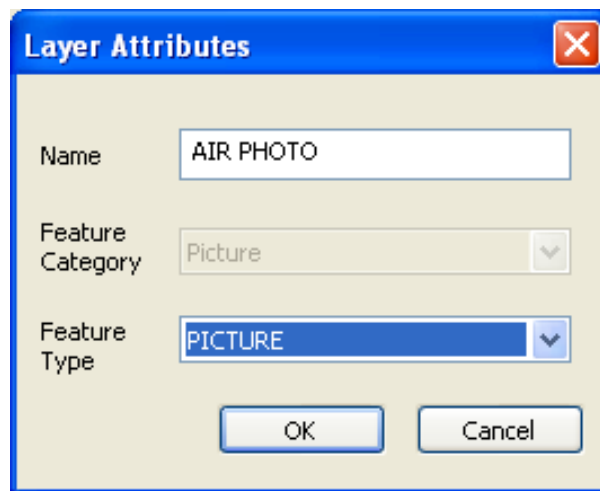 Layer Attributes
Name
AIR PHOTO
Feature
Category
Picture
Feature
Type
PICTURE
OK
Cancel